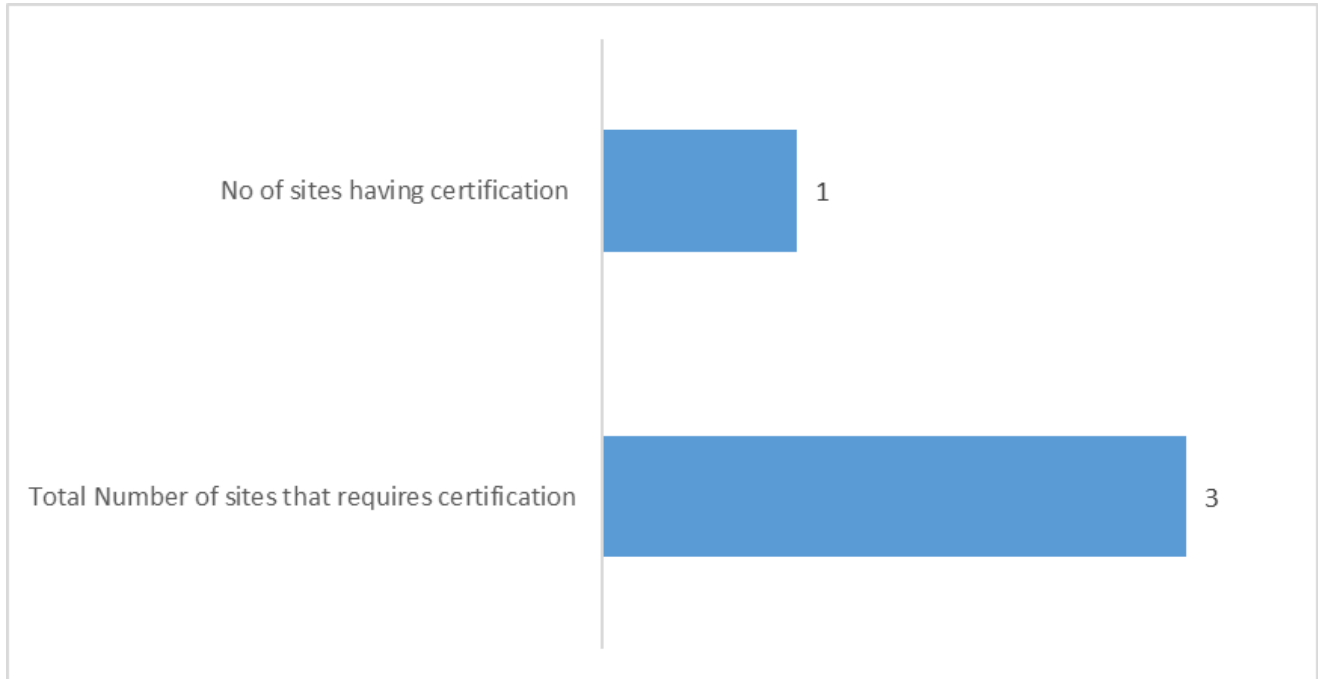 No of sites having certification
1
Total Number of sites that requires certification
3